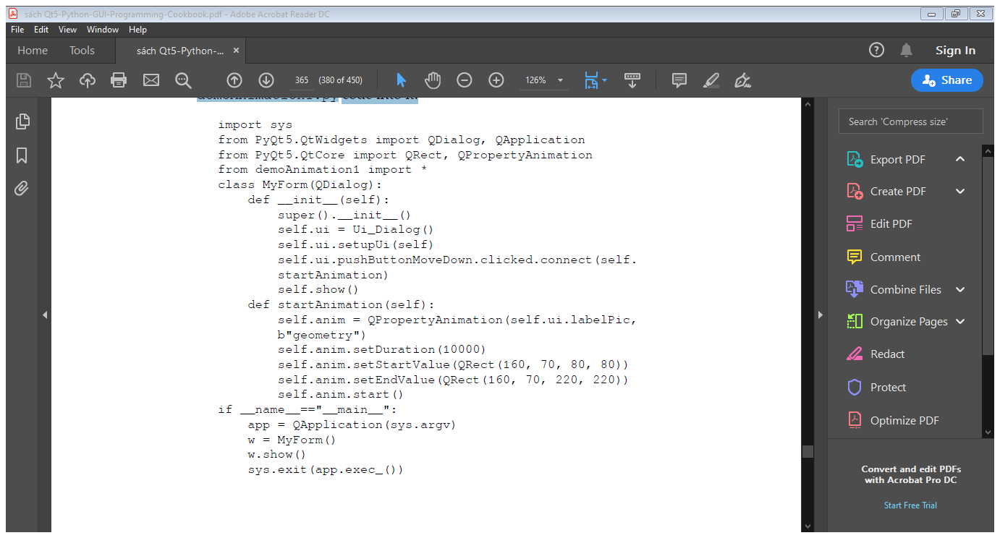 sách Qt5-Python-GUI-Programming-Cookbook.pdf - Adobe Acrobat Reader DC
File Edit View Window Help
Home Tools sách Qt5-Python-... × Sign In
365 (380 of 450) 126% Share
demoAnimation1.py code into it:
import sys
from PyQt5.QtWidgets import QDialog, QApplication
from PyQt5.QtCore import QRect, QPropertyAnimation
from demoAnimation1 import *
class MyForm(QDialog):
def __init__(self):
super().__init__()
self.ui = Ui_Dialog()
self.ui.setupUi(self)
self.ui.pushButtonMoveDown.clicked.connect(self.
startAnimation)
self.show()
def startAnimation(self):
self.anim = QPropertyAnimation(self.ui.labelPic,
b"geometry")
self.anim.setDuration(10000)
self.anim.setStartValue(QRect(160, 70, 80, 80))
self.anim.setEndValue(QRect(160, 70, 220, 220))
self.anim.start()
if __name__=="__main__":
app = QApplication(sys.argv)
w = MyForm()
w.show()
sys.exit(app.exec_())
Search 'Compress size'
Export PDF
Create PDF
Edit PDF
Comment
Combine Files
Organize Pages
Redact
Protect
Optimize PDF
Convert and edit PDFs
with Acrobat Pro DC
Start Free Trial